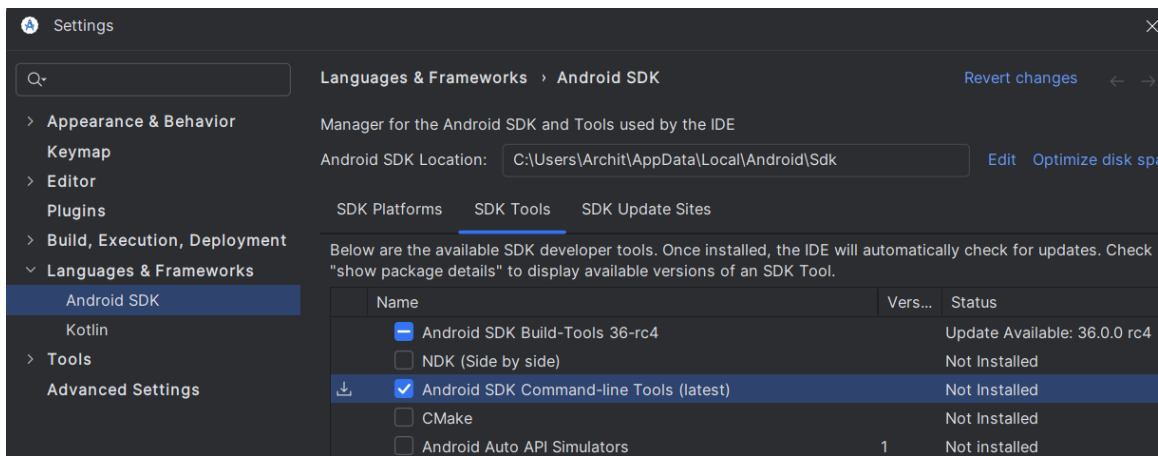 Settings
Languages & Frameworks › Android SDK
Revert changes
Appearance & Behavior
Keymap
Editor
Plugins
Build, Execution, Deployment
Languages & Frameworks
Android SDK
Kotlin
Tools
Advanced Settings
Manager for the Android SDK and Tools used by the IDE
Android SDK Location: C:\Users\Archit\AppData\Local\Android\Sdk Edit Optimize disk spa
SDK Platforms SDK Tools SDK Update Sites
Below are the available SDK developer tools. Once installed, the IDE will automatically check for updates. Check
"show package details" to display available versions of an SDK Tool.
Name Vers... Status
Android SDK Build-Tools 36-rc4 Update Available: 36.0.0 rc4
NDK (Side by side) Not Installed
Android SDK Command-line Tools (latest) Not Installed
CMake Not Installed
Android Auto API Simulators 1 Not installed